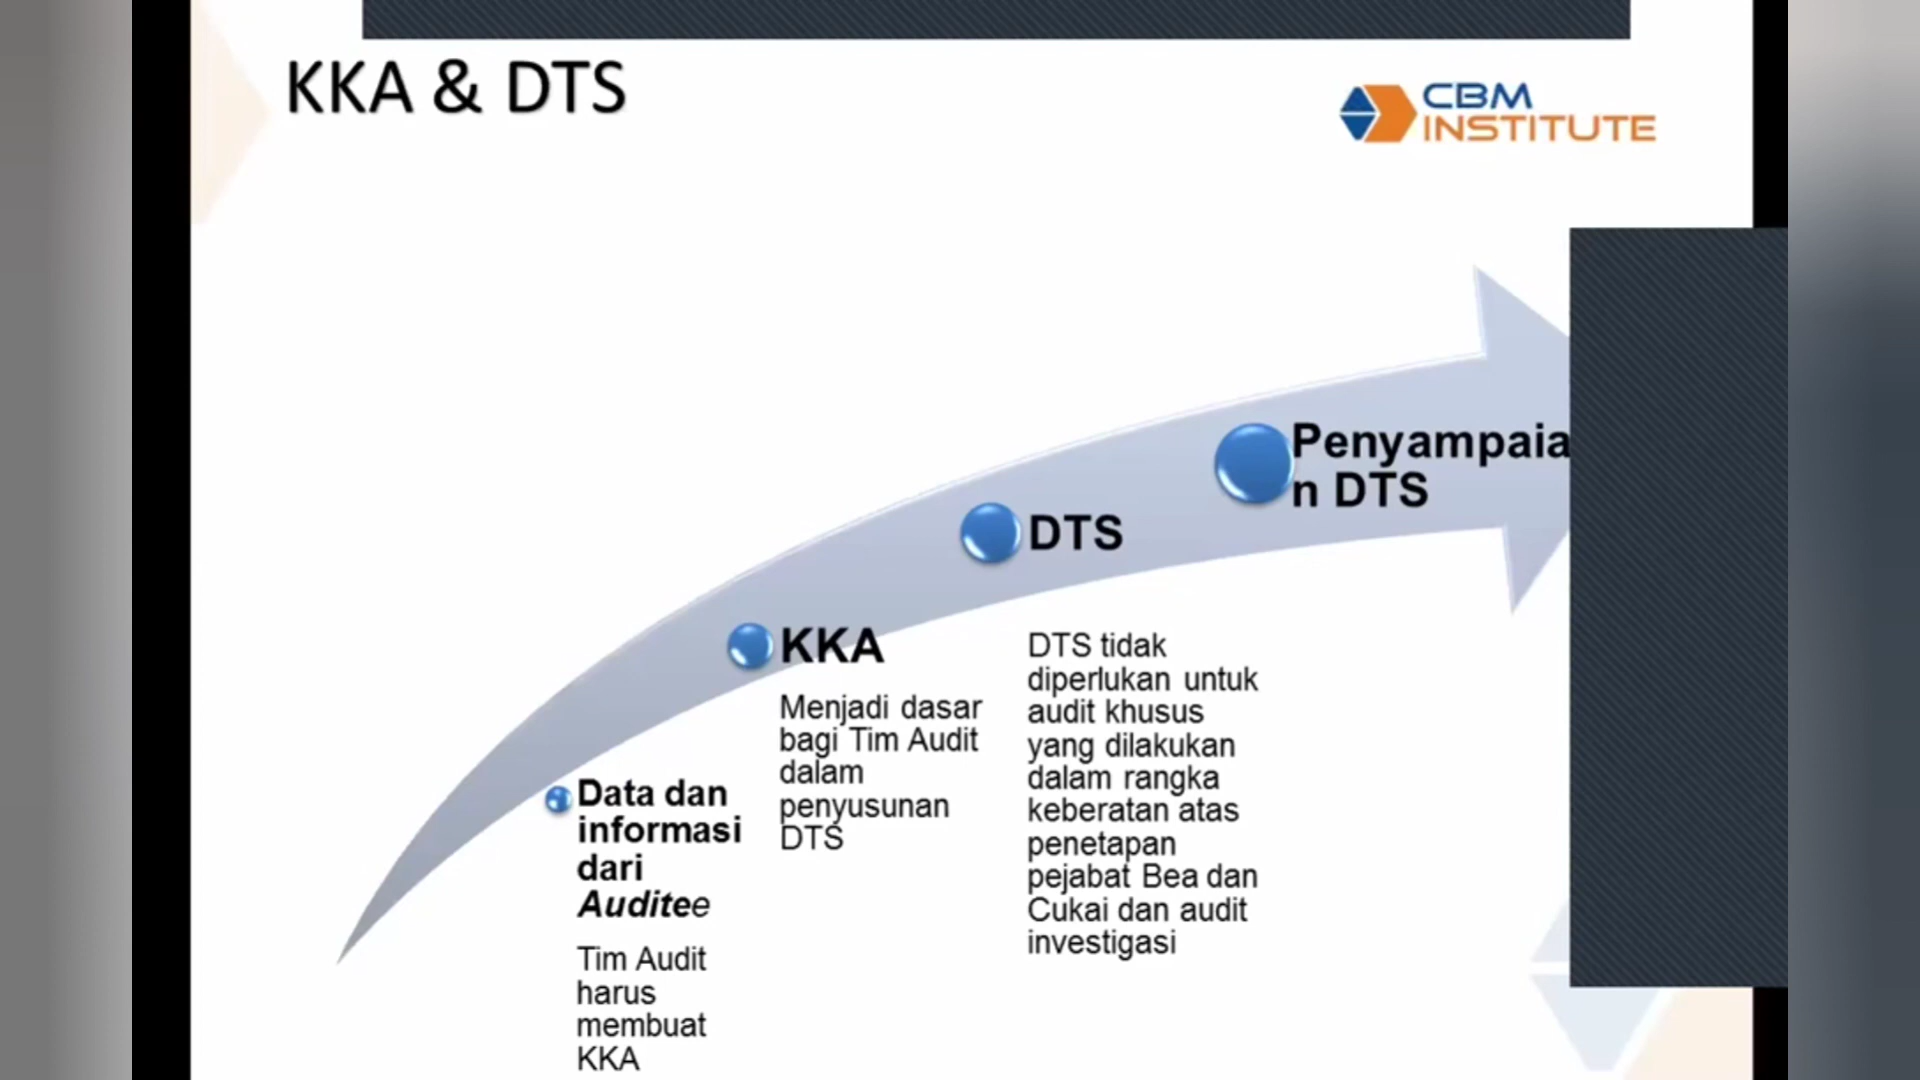 KKA & DTS
CBM
INSTITUTE
Penyampaia
n DTS
DTS
DTS tidak
diperlukan untuk
audit khusus
yang dilakukan
dalam rangka
keberatan atas
penetapan
pejabat Bea dan
Cukai dan audit
investigasi
KKA
Menjadi dasar
bagi Tim Audit
dalam
penyusunan
DTS
Data dan
informasi
dari
Auditee
Tim Audit
harus
membuat
KKA